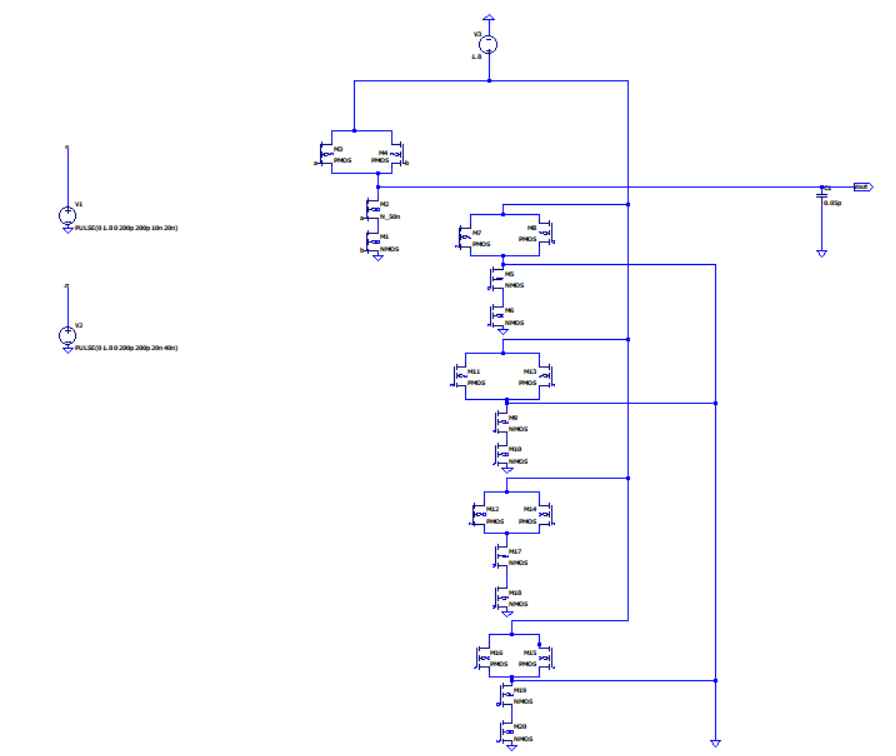 V3
1.8
M3
PMOS
M4
PMOS
a
b
V1
PULSE(0 1.8 0 200p 200p 10n 20n)
M2
N_50n
a
M1
NMOS
b
C1
0.05p
Vout
M7
PMOS
M8
PMOS
M5
NMOS
M6
NMOS
V2
PULSE(0 1.8 0 200p 200p 20n 40n)
M11
PMOS
M13
PMOS
M9
NMOS
M10
NMOS
M12
PMOS
M14
PMOS
M17
NMOS
M18
NMOS
M16
PMOS
M15
PMOS
M19
NMOS
M20
NMOS